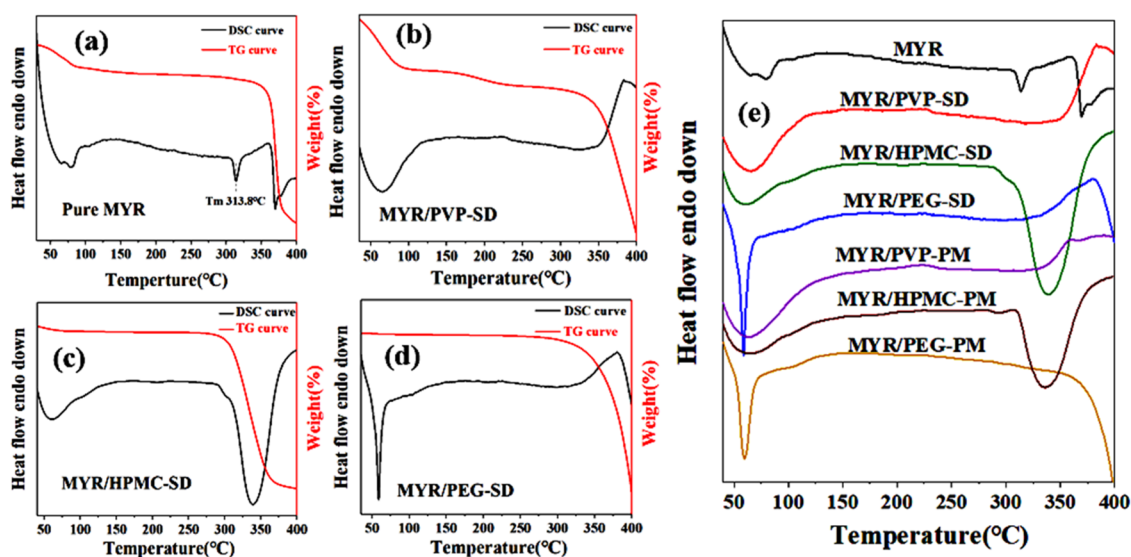 (a)
DSC curve
TG curve
Heat flow endo down
Weight(%)
Tm 313.8℃
Pure MYR
50 100 150 200 250 300 350 400
Temperture(℃)
(b)
DSC curve
TG curve
Heat flow endo down
Weight(%)
MYR/PVP-SD
50 100 150 200 250 300 350 400
Temperature(℃)
(c)
DSC curve
TG curve
Heat flow endo down
Weight(%)
MYR/HPMC-SD
50 100 150 200 250 300 350 400
Temperature(℃)
(d)
DSC curve
TG curve
Heat flow endo down
Weight(%)
MYR/PEG-SD
50 100 150 200 250 300 350 400
Temperature(℃)
(e)
Heat flow endo down
MYR
MYR/PVP-SD
MYR/HPMC-SD
MYR/PEG-SD
MYR/PVP-PM
MYR/HPMC-PM
MYR/PEG-PM
50 100 150 200 250 300 350 400
Temperature(℃)